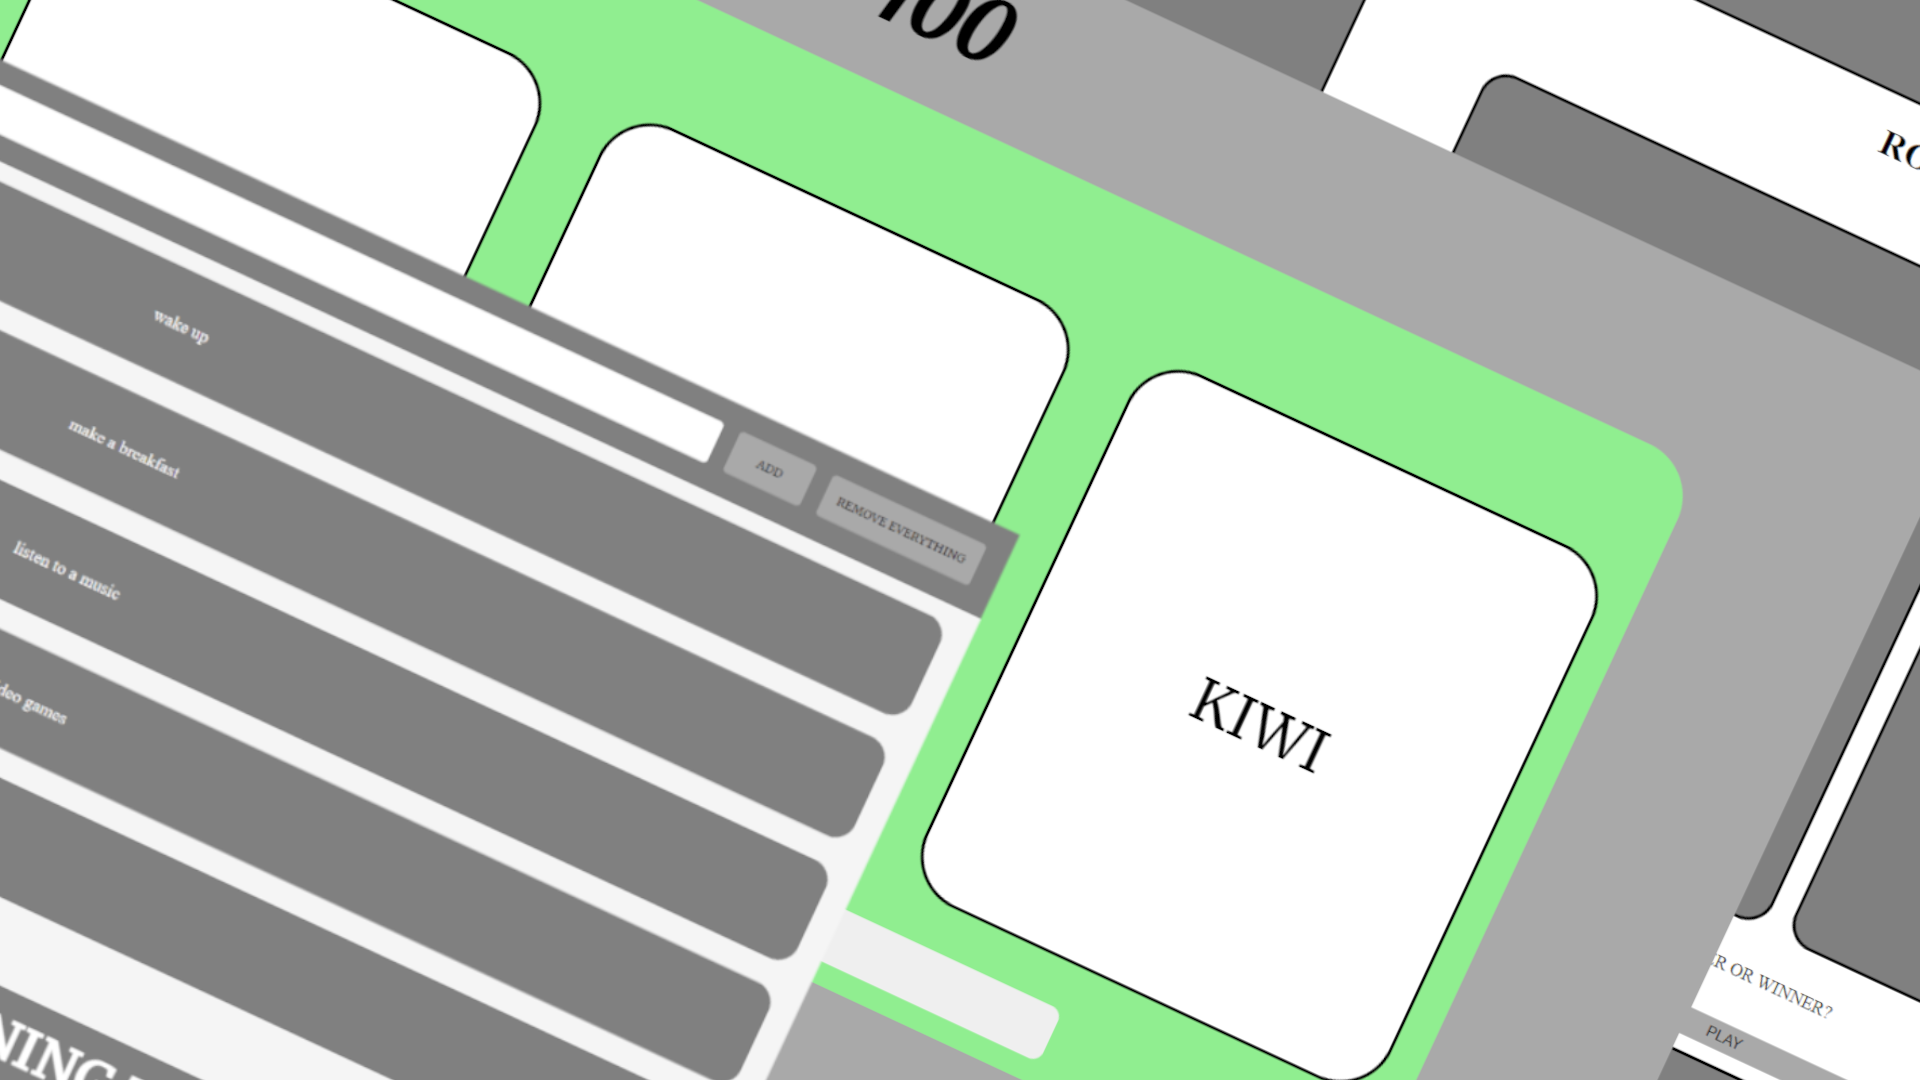 100
RO
wake up
make a breakfast
ADD
REMOVE EVERYTHING
listen to a music
deo games
KIWI
ER OR WINNER?
PLAY
NING